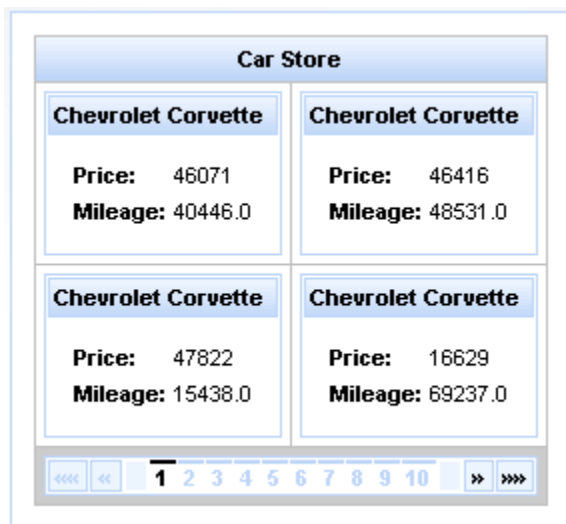 Car Store
Chevrolet Corvette Chevrolet Corvette
Price: 46071 Price: 46416
Mileage: 40446.0 Mileage: 48531.0
Chevrolet Corvette Chevrolet Corvette
Price: 47822 Price: 16629
Mileage: 15438.0 Mileage: 69237.0
«« « 1 2 3 4 5 6 7 8 9 10 » »»